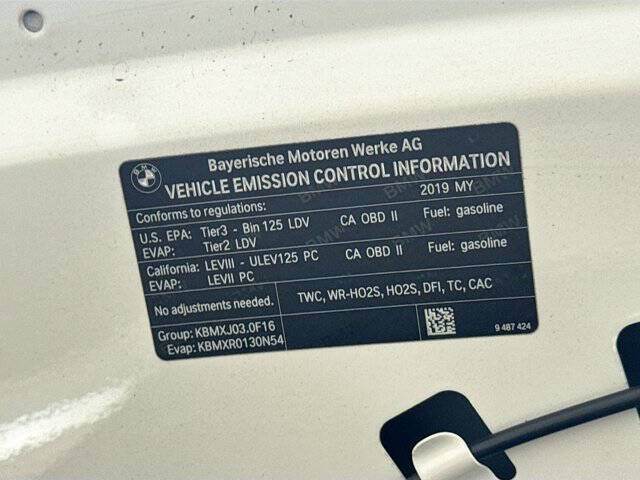 Bayerische Motoren Werke AG
VEHICLE EMISSION CONTROL INFORMATION
Conforms to regulations: 2019 MY
U.S. EPA: Tier3 - Bin 125 LDV CA OBD II Fuel: gasoline
EVAP: Tier2 LDV
California: LEVIII - ULEV125 PC CA OBD II Fuel: gasoline
EVAP: LEVII PC
No adjustments needed. TWC, WR-HO2S, HO2S, DFI, TC, CAC
Group: KBMXJ03.0F16
Evap: KBMXR0130N54
9 487 424